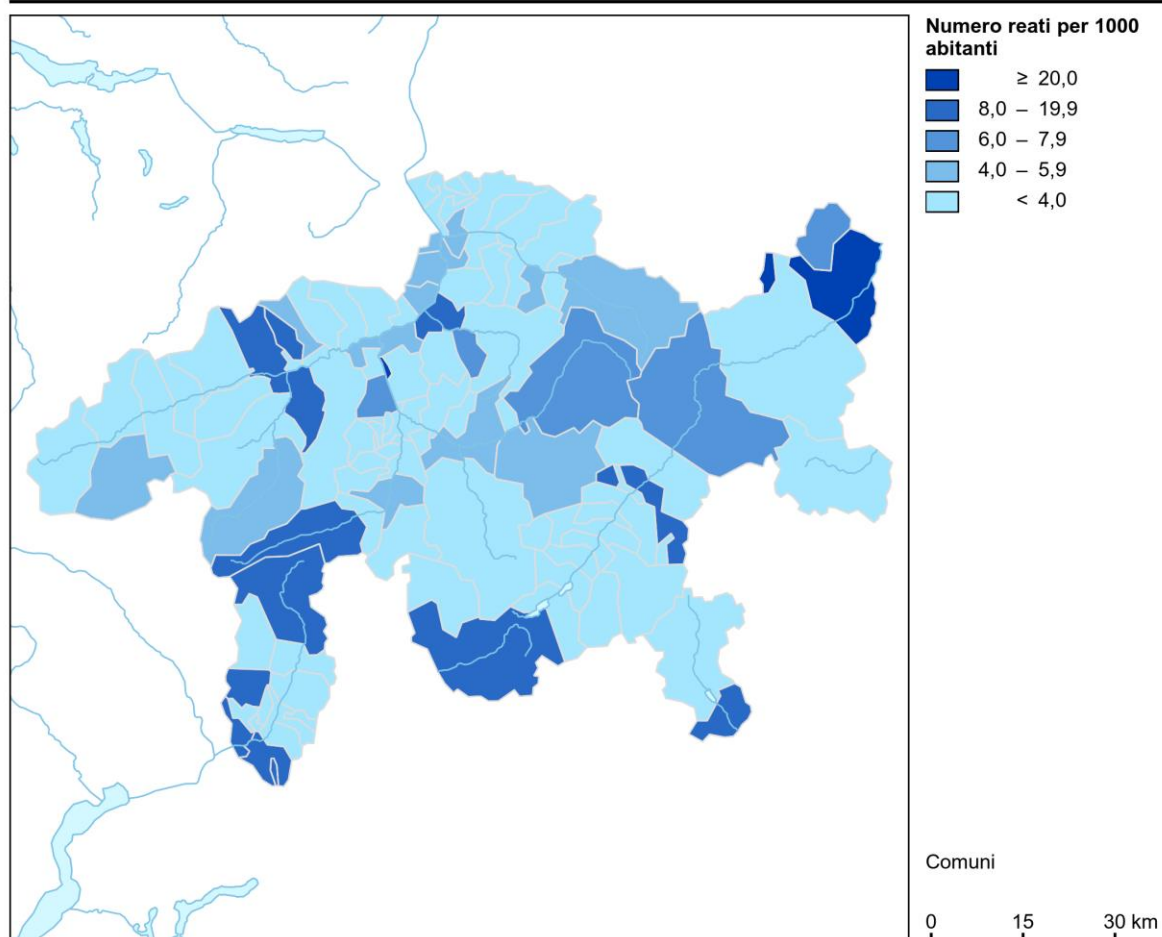 Numero reati per 1000
abitanti
≥ 20,0
8,0 – 19,9
6,0 – 7,9
4,0 – 5,9
< 4,0
Comuni
0 15 30 km